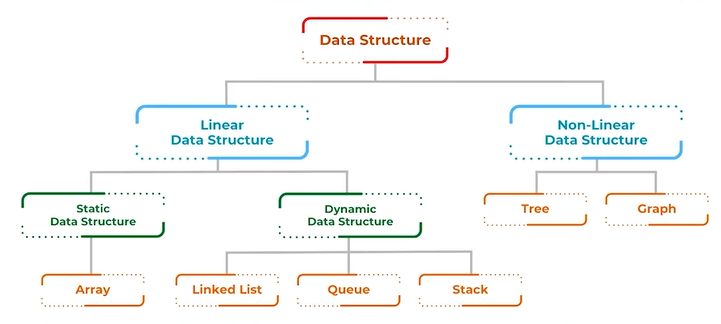 Data Structure
Linear
Data Structure
Non-Linear
Data Structure
Static
Data Structure
Dynamic
Data Structure
Tree
Graph
Array
Linked List
Queue
Stack